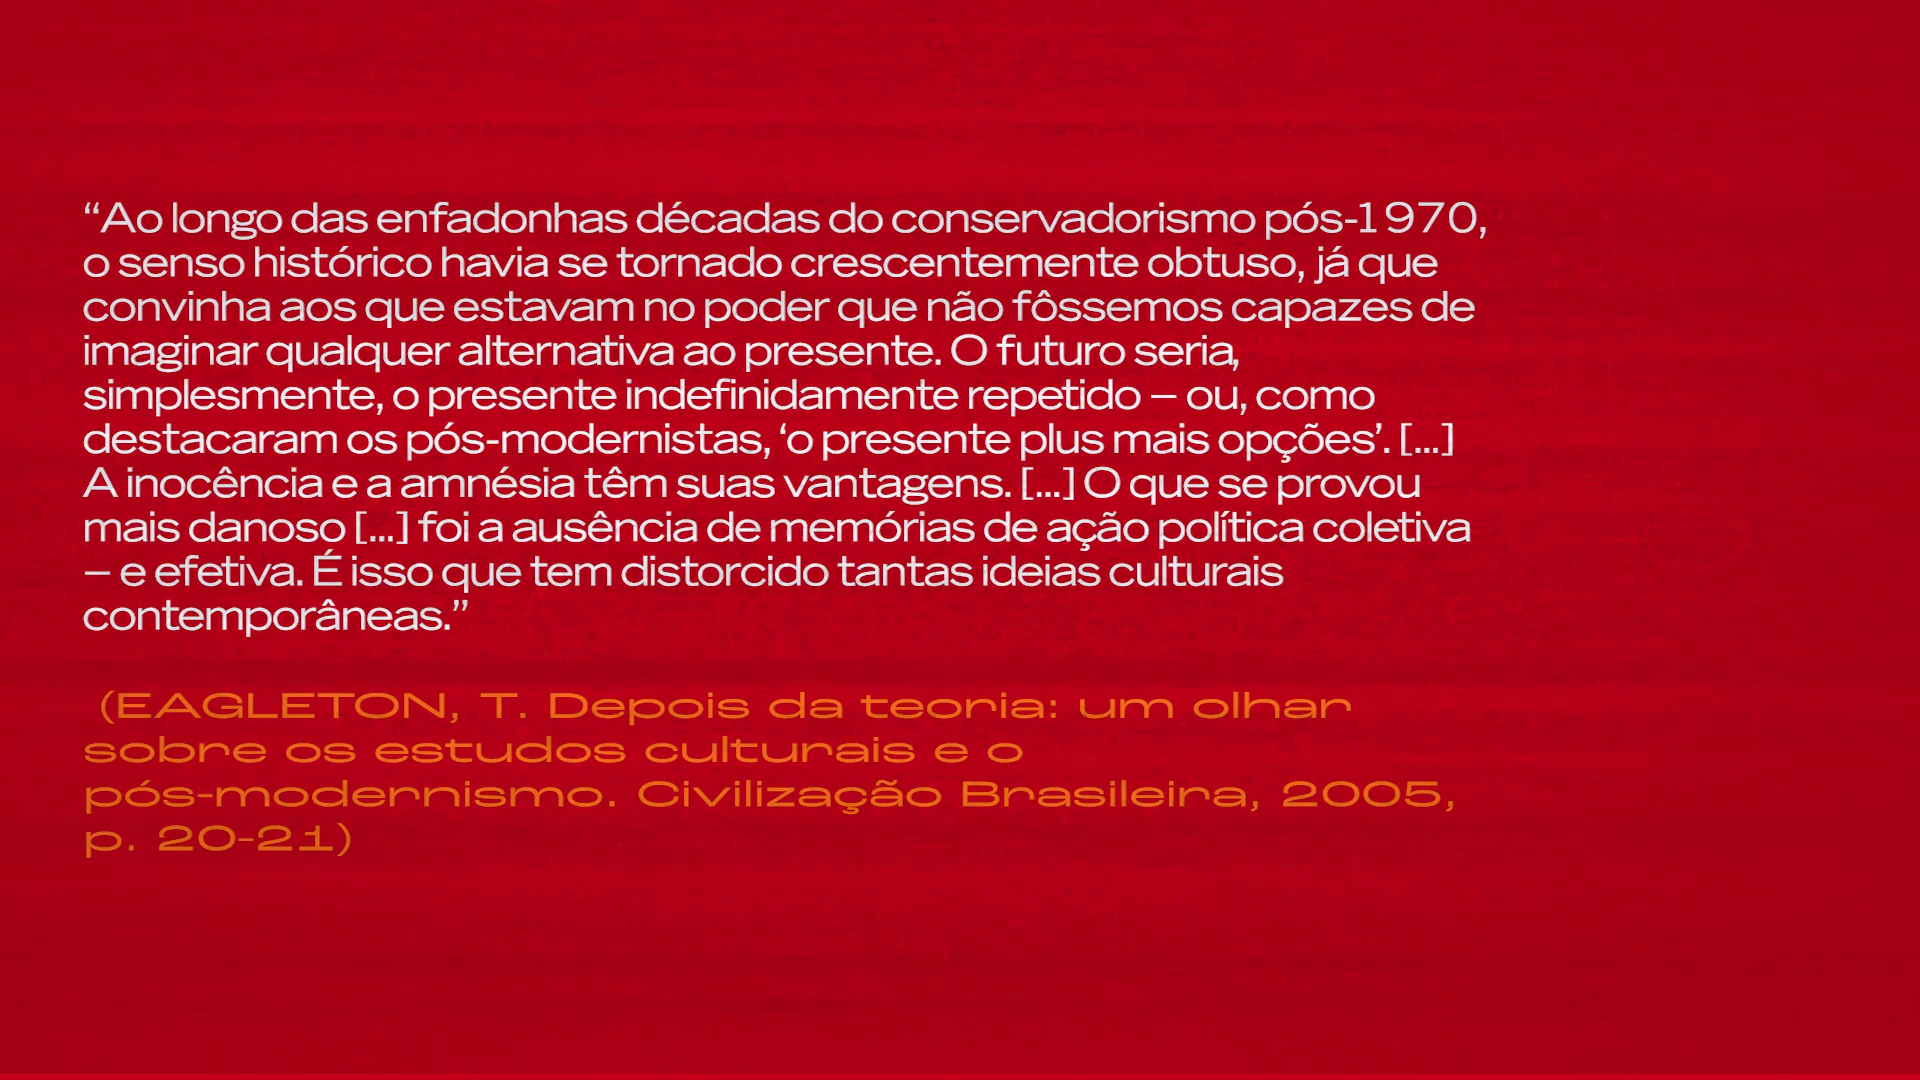 “Ao longo das enfadonhas décadas do conservadorismo pós-1970,
o senso histórico havia se tornado crescentemente obtuso, já que
convinha aos que estavam no poder que não fôssemos capazes de
imaginar qualquer alternativa ao presente. O futuro seria,
simplesmente, o presente indefinidamente repetido – ou, como
destacaram os pós-modernistas, ‘o presente plus mais opções’. [...]
A inocência e a amnésia têm suas vantagens. [...] O que se provou
mais danoso [...] foi a ausência de memórias de ação política coletiva
– e efetiva. É isso que tem distorcido tantas ideias culturais
contemporâneas.”
(EAGLETON, T. Depois da teoria: um olhar
sobre os estudos culturais e o
pós-modernismo. Civilização Brasileira, 2005,
p. 20-21)